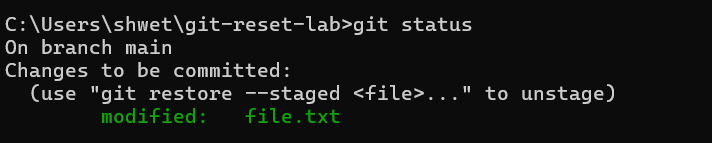 C:\Users\shwet\git-reset-lab>git status
On branch main
Changes to be committed:
  (use "git restore --staged <file>..." to unstage)
        modified:   file.txt